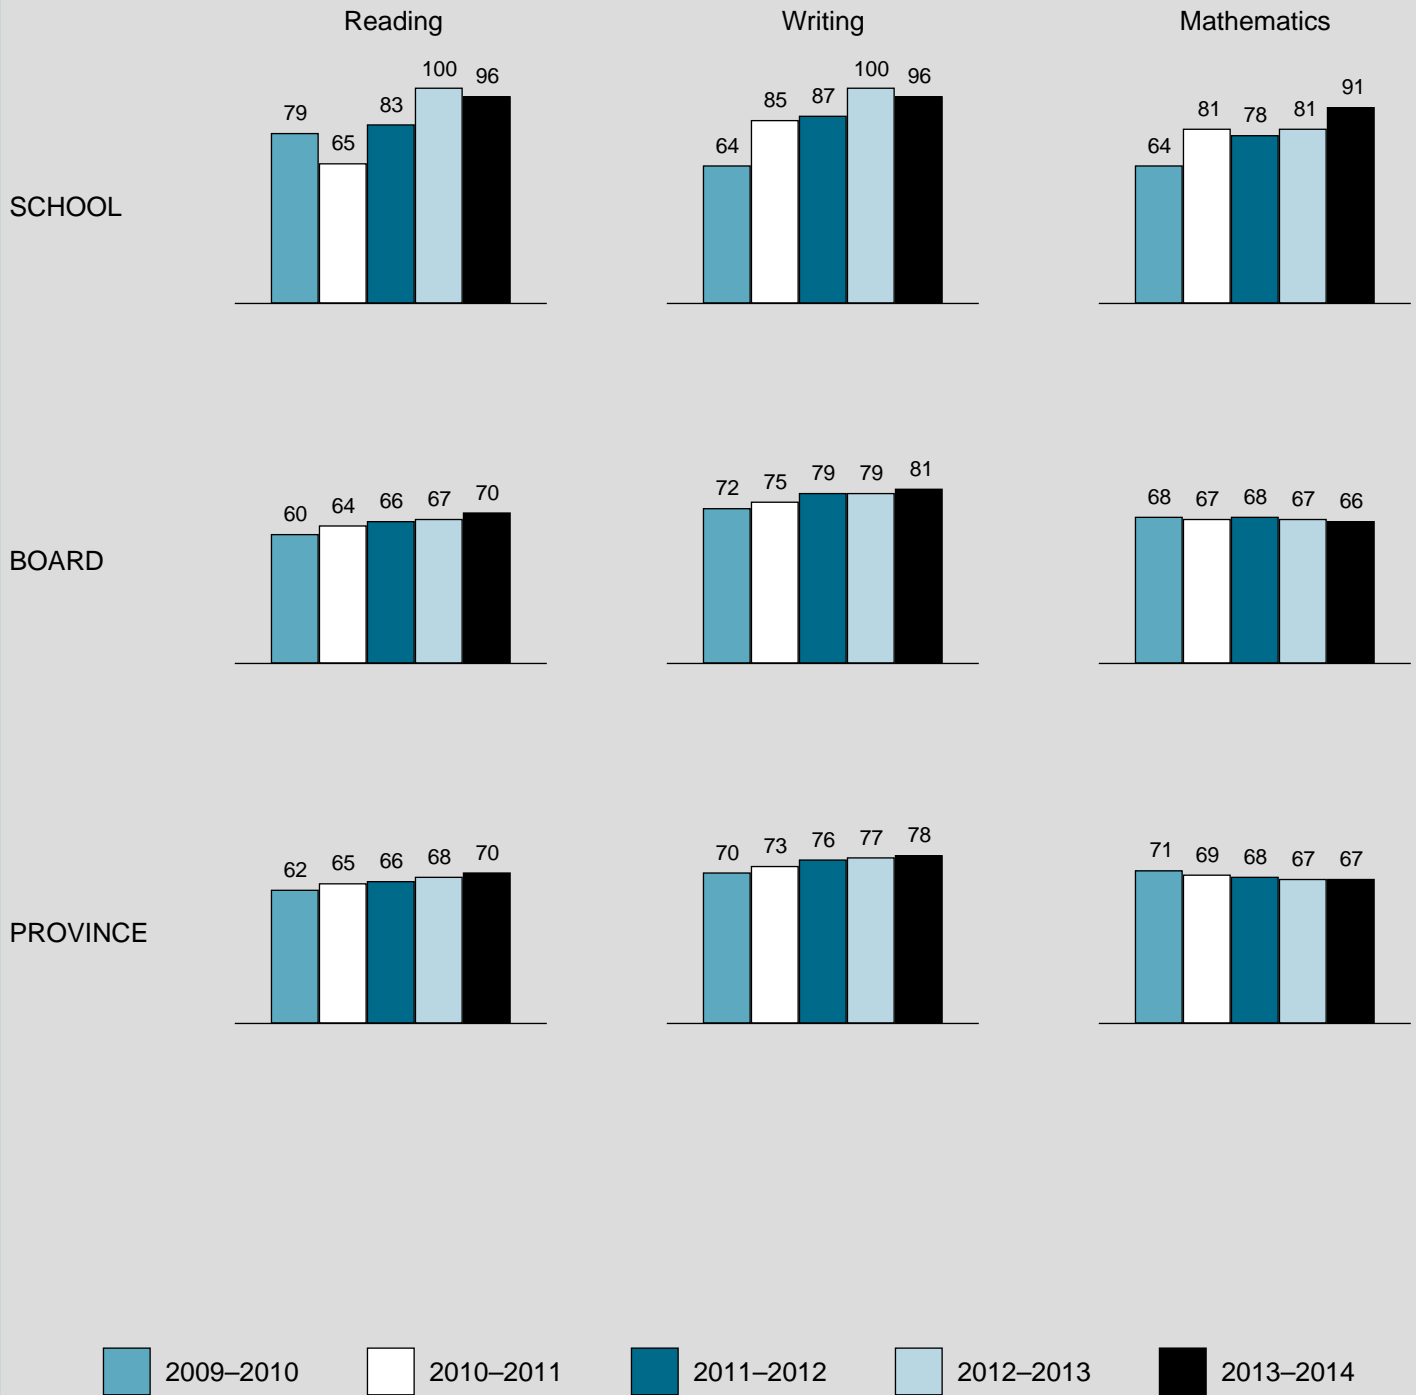 Reading Writing Mathematics
SCHOOL
79 65 83 100 96
64 85 87 100 96
64 81 78 81 91
BOARD
60 64 66 67 70
72 75 79 79 81
68 67 68 67 66
PROVINCE
62 65 66 68 70
70 73 76 77 78
71 69 68 67 67
2009–2010 2010–2011 2011–2012 2012–2013 2013–2014